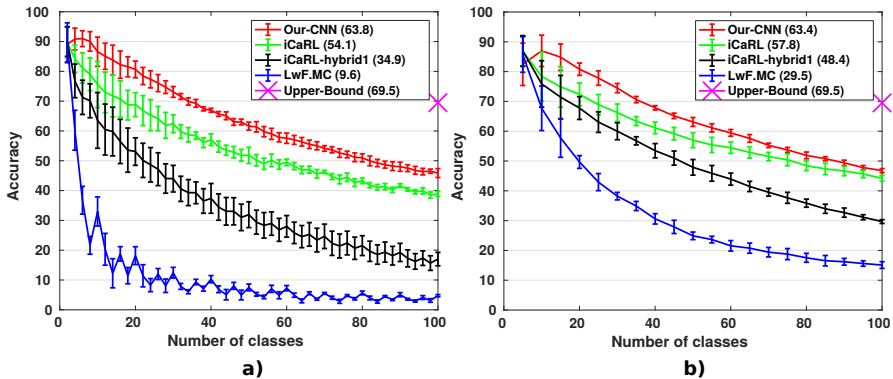 Our-CNN (63.8)
iCaRL (54.1)
iCaRL-hybrid1 (34.9)
LwF.MC (9.6)
Upper-Bound (69.5)
100
90
80
70
60
50
40
30
20
10
0
Accuracy
0 20 40 60 80 100
Number of classes
a)
Our-CNN (63.4)
iCaRL (57.8)
iCaRL-hybrid1 (48.4)
LwF.MC (29.5)
Upper-Bound (69.5)
100
90
80
70
60
50
40
30
20
10
0
Accuracy
0 20 40 60 80 100
Number of classes
b)